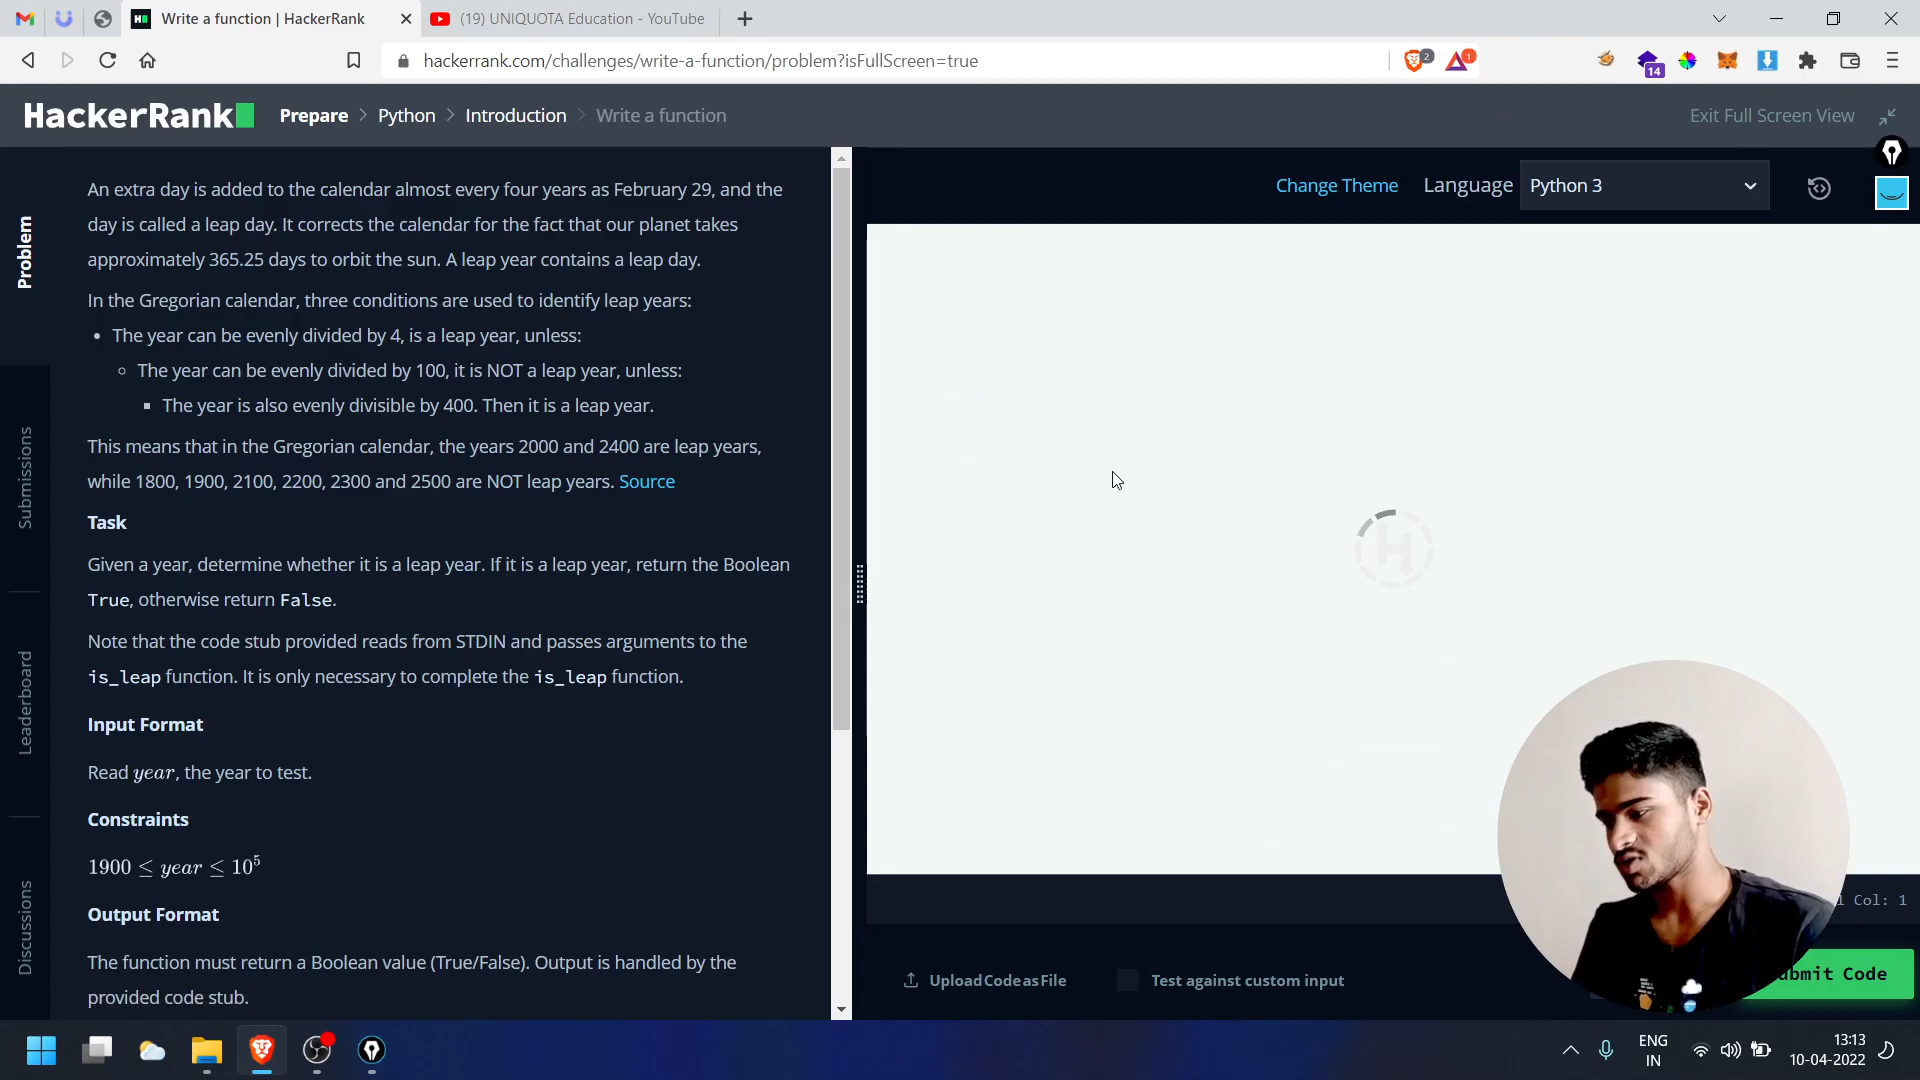 Write a function | HackerRank
(19) UNIQUOTA Education - YouTube
hackerrank.com/challenges/write-a-function/problem?isFullScreen=true
2
1
14
HackerRank
Prepare > Python > Introduction > Write a function
Exit Full Screen View
Problem
Submissions
Leaderboard
Discussions
An extra day is added to the calendar almost every four years as February 29, and the
day is called a leap day. It corrects the calendar for the fact that our planet takes
approximately 365.25 days to orbit the sun. A leap year contains a leap day.
In the Gregorian calendar, three conditions are used to identify leap years:
• The year can be evenly divided by 4, is a leap year, unless:
◦ The year can be evenly divided by 100, it is NOT a leap year, unless:
▪ The year is also evenly divisible by 400. Then it is a leap year.
This means that in the Gregorian calendar, the years 2000 and 2400 are leap years,
while 1800, 1900, 2100, 2200, 2300 and 2500 are NOT leap years. Source
Task
Given a year, determine whether it is a leap year. If it is a leap year, return the Boolean
True, otherwise return False.
Note that the code stub provided reads from STDIN and passes arguments to the
is_leap function. It is only necessary to complete the is_leap function.
Input Format
Read year, the year to test.
Constraints
1900 ≤ year ≤ 10^5
Output Format
The function must return a Boolean value (True/False). Output is handled by the
provided code stub.
Change Theme Language Python 3
H
Col: 1
Upload Code as File
Test against custom input
ubmit Code
ENG
IN
13:13
10-04-2022